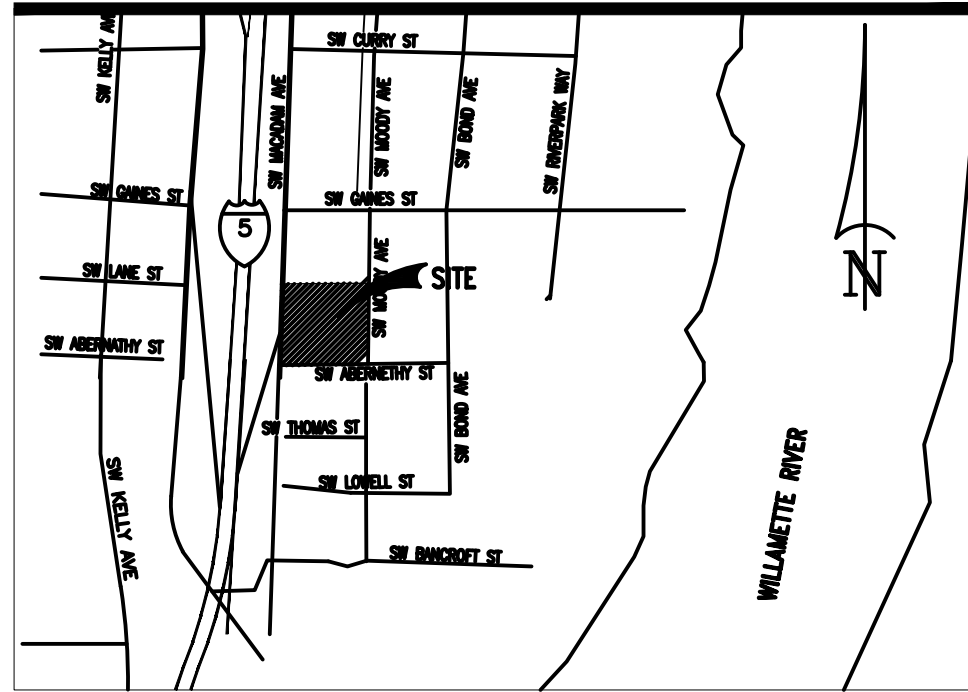 SW KELLY AVE
SW CURRY ST
SW MACADAM AVE
SW MOODY AVE
SW BOND AVE
SW RIVERPARK WAY
SW GAINES ST
SW GAINES ST
5
SW LANE ST
SW MOODY AVE
SITE
N
SW ABERNATHY ST
SW ABERNETHY ST
SW BOND AVE
SW THOMAS ST
SW LOWELL ST
SW KELLY AVE
SW BANCROFT ST
WILLAMETTE RIVER